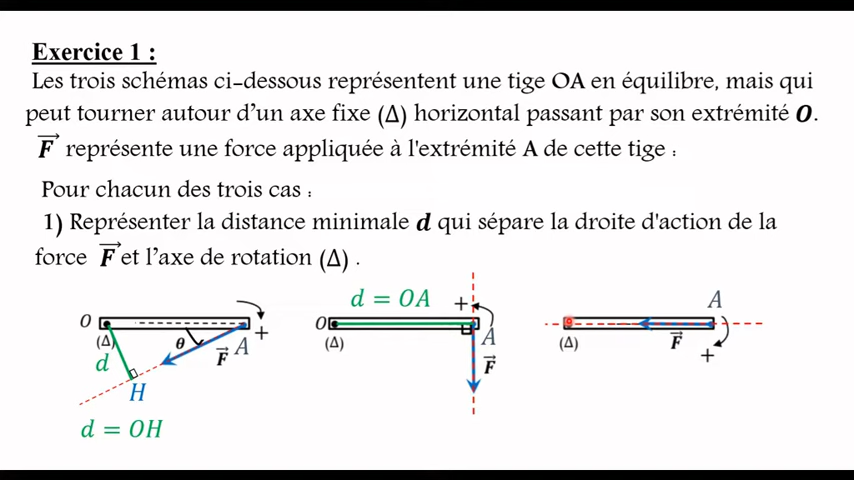 Exercice 1 :
Les trois schémas ci-dessous représentent une tige OA en équilibre, mais qui
peut tourner autour d'un axe fixe (Δ) horizontal passant par son extrémité O.
F⃗ représente une force appliquée à l'extrémité A de cette tige :
Pour chacun des trois cas :
1) Représenter la distance minimale d qui sépare la droite d'action de la
force F⃗ et l'axe de rotation (Δ) .
O (Δ) d θ F⃗ A + H
d = OH
d = OA
O (Δ) + A F⃗
(Δ) F⃗ A +